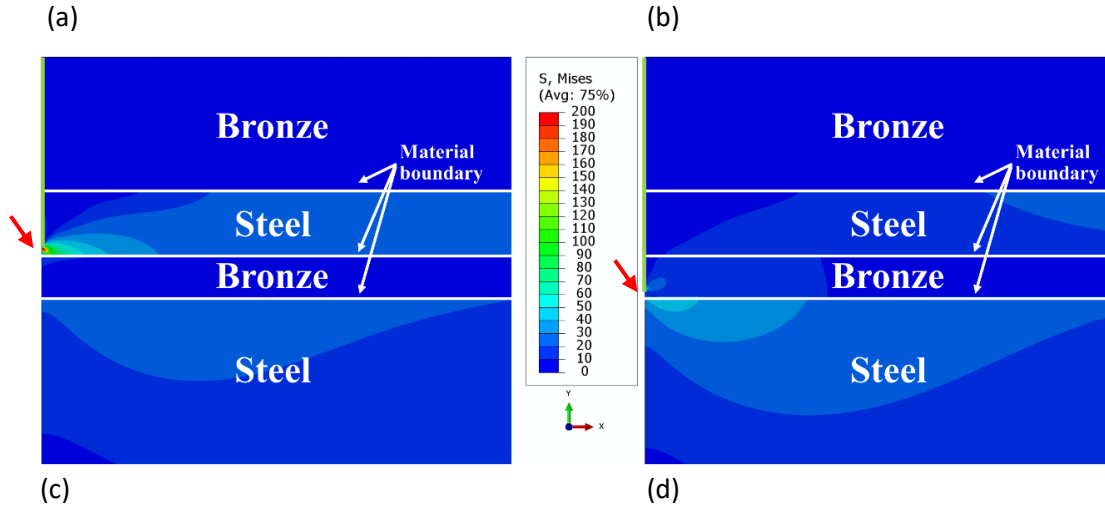 (a)
(b)
Bronze
Material
boundary
Steel
Bronze
Steel
S, Mises
(Avg: 75%)
200
190
180
170
160
150
140
130
120
110
100
90
80
70
60
50
40
30
20
10
0
Y
X
Bronze
Material
boundary
Steel
Bronze
Steel
(c)
(d)